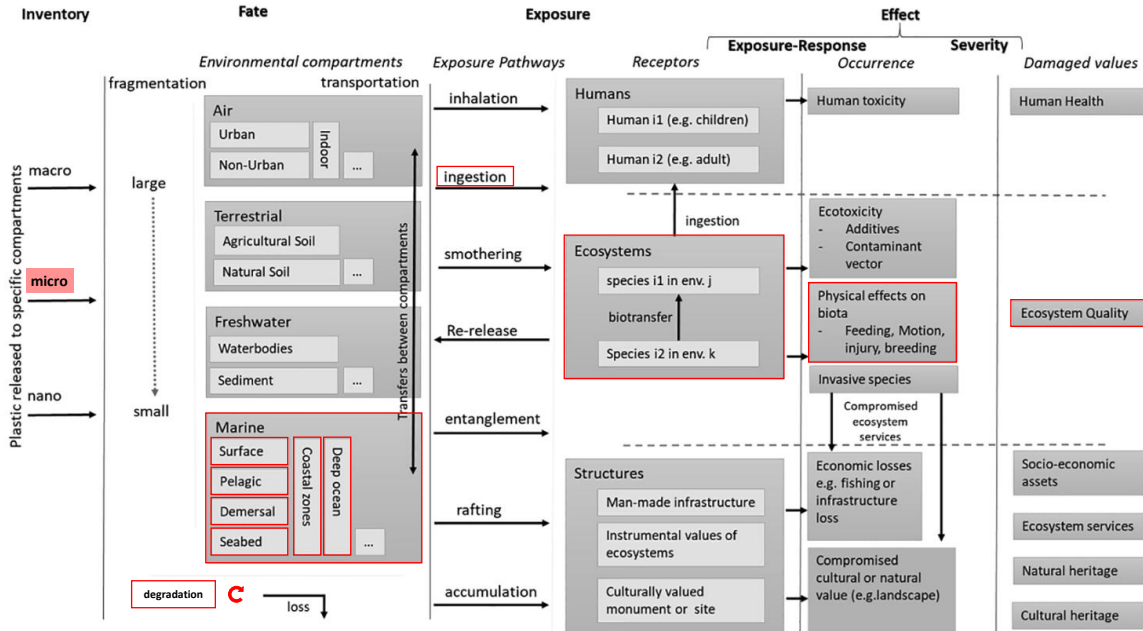 Inventory
Fate
Exposure
Effect
Exposure-Response
Severity
Environmental compartments
Exposure Pathways
Receptors
Occurrence
Damaged values
fragmentation
transportation
Plastic released to specific compartments
macro
micro
nano
large
small
Air
Urban
Non-Urban
Indoor
...
Terrestrial
Agricultural Soil
Natural Soil
...
Freshwater
Waterbodies
Sediment
...
Marine
Surface
Pelagic
Demersal
Seabed
Coastal zones
Deep ocean
...
Transfers between compartments
degradation
loss
inhalation
ingestion
smothering
Re-release
entanglement
rafting
accumulation
Humans
Human i1 (e.g. children)
Human i2 (e.g. adult)
ingestion
Ecosystems
species i1 in env. j
biotransfer
Species i2 in env. k
Structures
Man-made infrastructure
Instrumental values of
ecosystems
Culturally valued
monument or site
Human toxicity
Ecotoxicity
- Additives
- Contaminant
vector
Physical effects on
biota
- Feeding, Motion,
injury, breeding
Invasive species
Compromised
ecosystem
services
Economic losses
e.g. fishing or
infrastructure
loss
Compromised
cultural or natural
value (e.g.landscape)
Human Health
Ecosystem Quality
Socio-economic
assets
Ecosystem services
Natural heritage
Cultural heritage